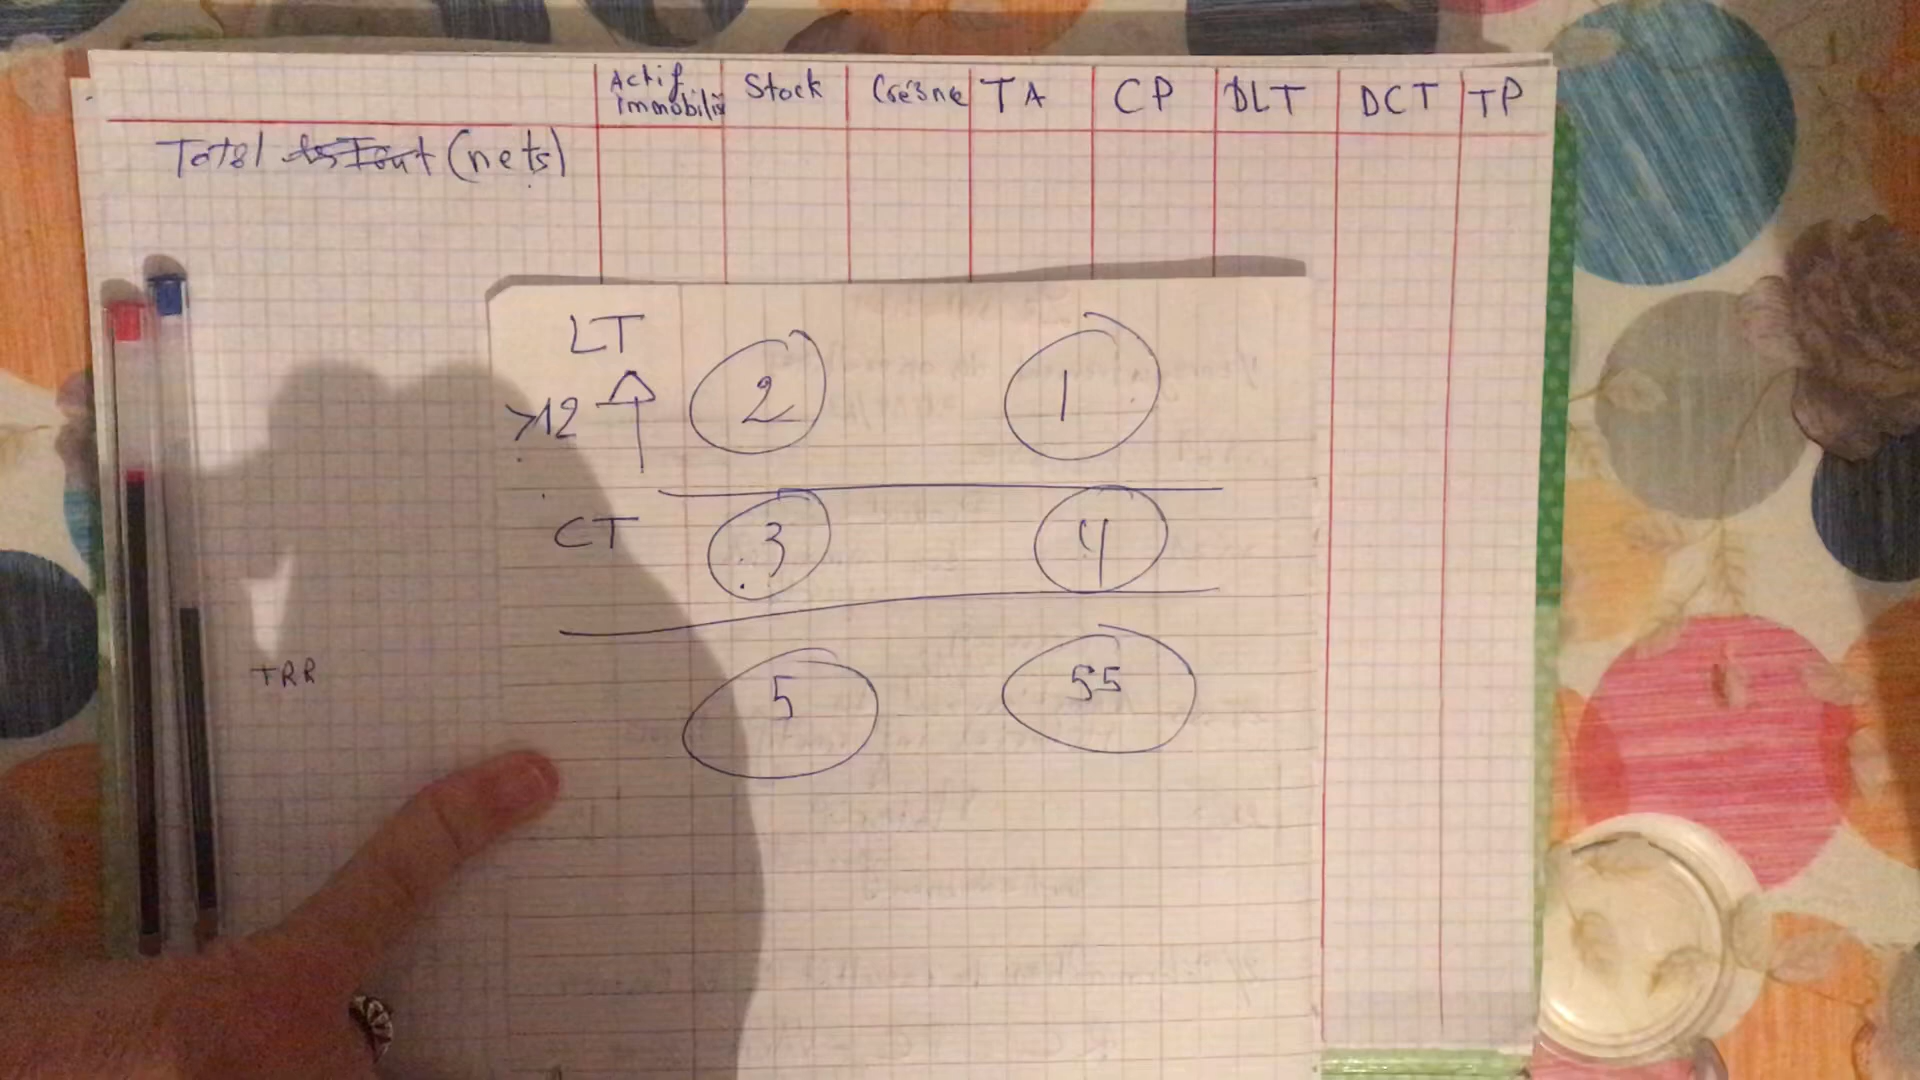 Actif Stock Créance TA CP DLT DCT TP
immobilis
Total (nets)
LT
2 1
>12
CT 3 4
TRR
5 55